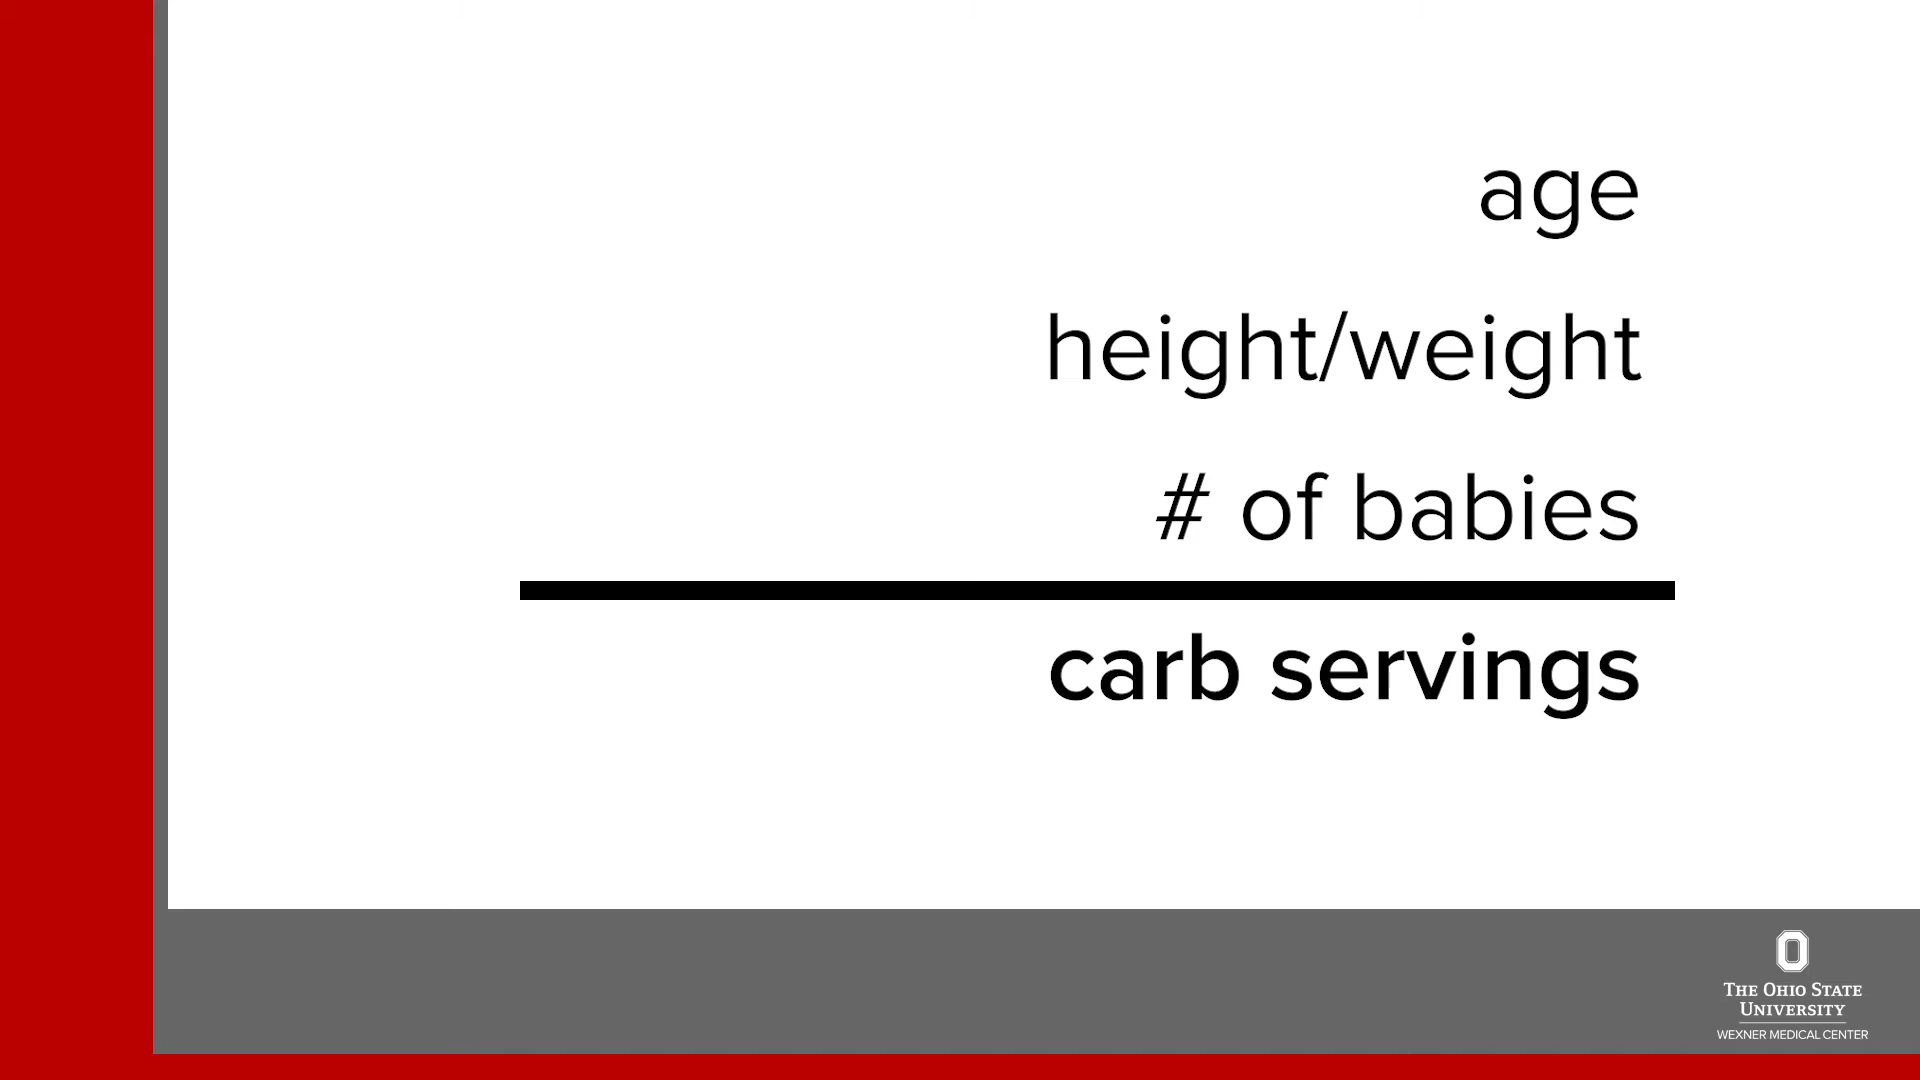 age
height/weight
# of babies
carb servings
O
THE OHIO STATE
UNIVERSITY
WEXNER MEDICAL CENTER